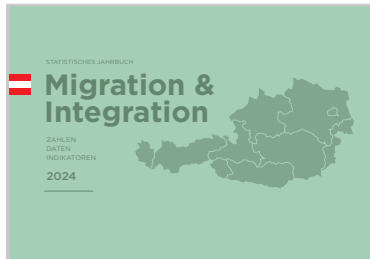 STATISTISCHES JAHRBUCH
Migration &
Integration
ZAHLEN
DATEN
INDIKATOREN
2024